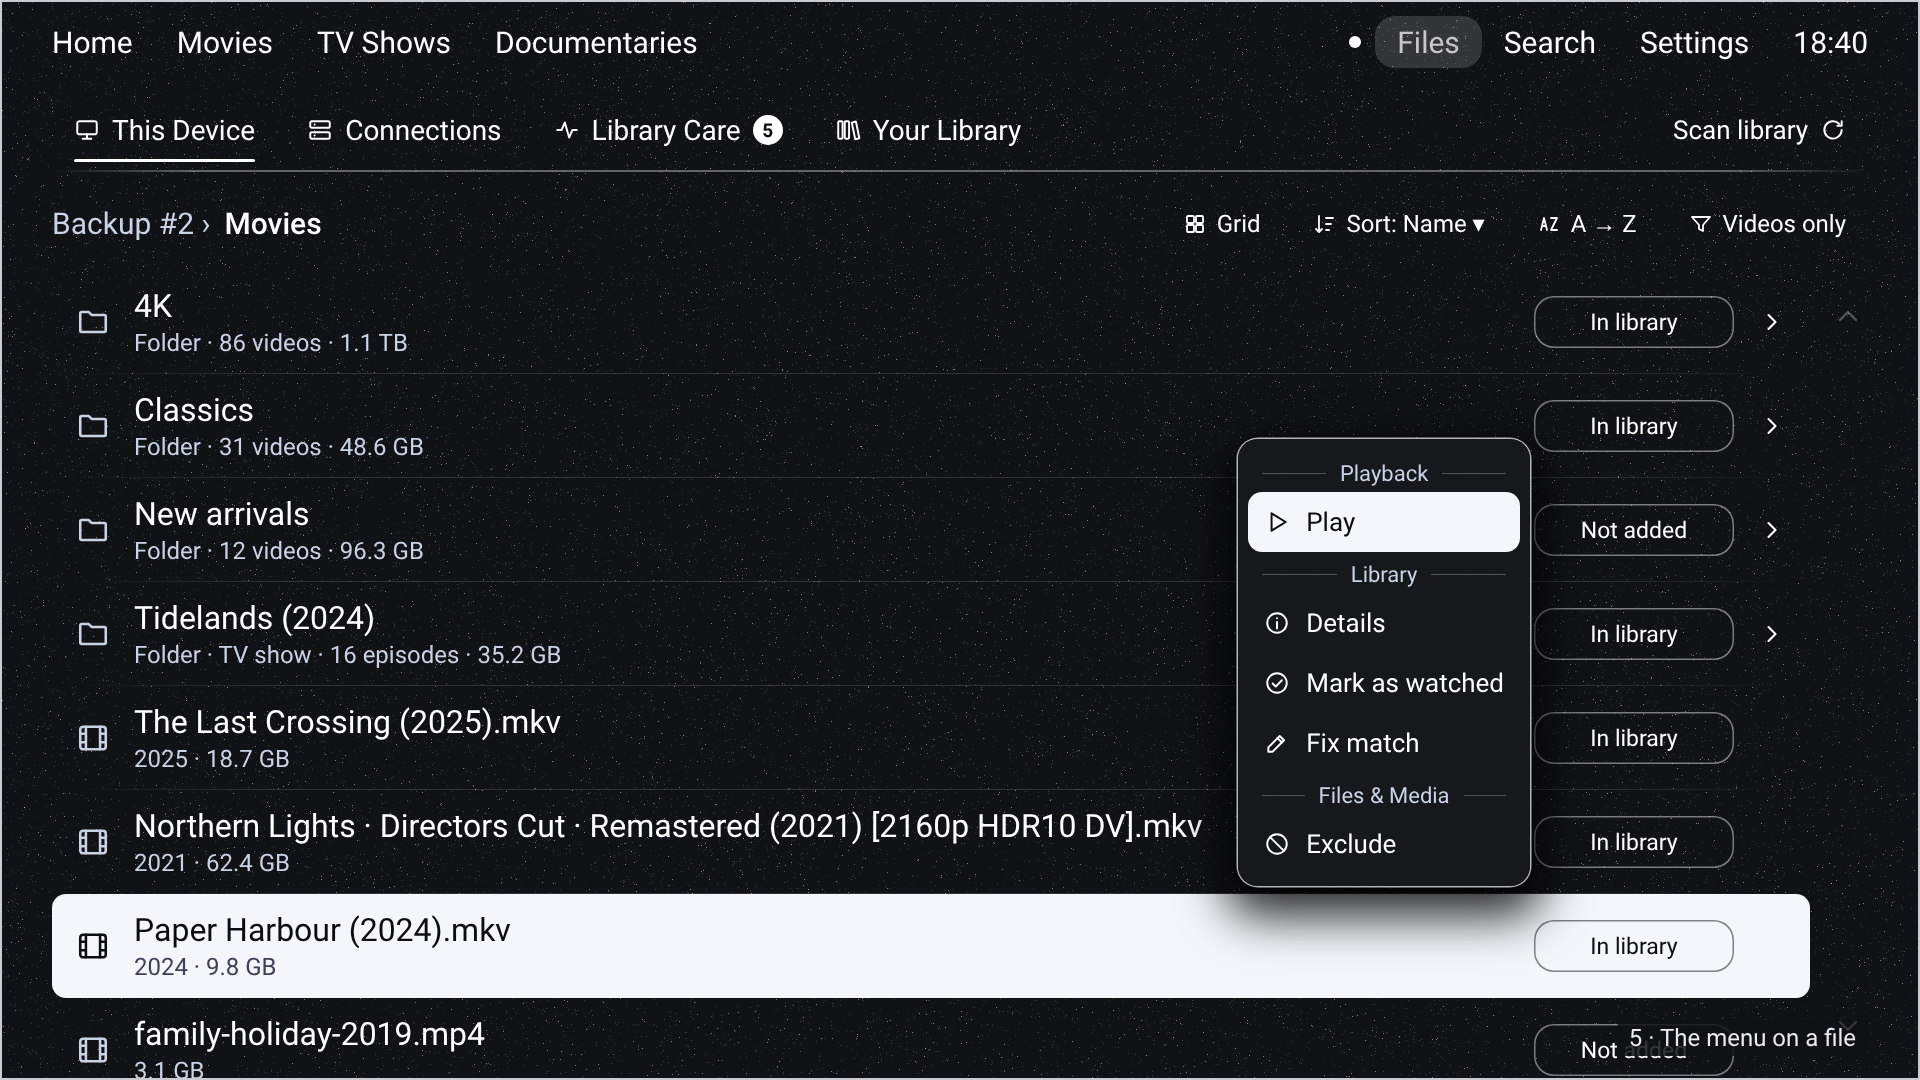 Home Movies TV Shows Documentaries Files Search Settings 18:40
This Device Connections Library Care 5 Your Library Scan library
Backup #2 › Movies Grid Sort: Name ▾ AZ A → Z Videos only
4K
Folder · 86 videos · 1.1 TB
In library
Classics
Folder · 31 videos · 48.6 GB
In library
New arrivals
Folder · 12 videos · 96.3 GB
Not added
Tidelands (2024)
Folder · TV show · 16 episodes · 35.2 GB
In library
The Last Crossing (2025).mkv
2025 · 18.7 GB
In library
Northern Lights · Directors Cut · Remastered (2021) [2160p HDR10 DV].mkv
2021 · 62.4 GB
In library
Paper Harbour (2024).mkv
2024 · 9.8 GB
In library
family-holiday-2019.mp4
3.1 GB
Not added
Playback
Play
Library
Details
Mark as watched
Fix match
Files & Media
Exclude
5 · The menu on a file